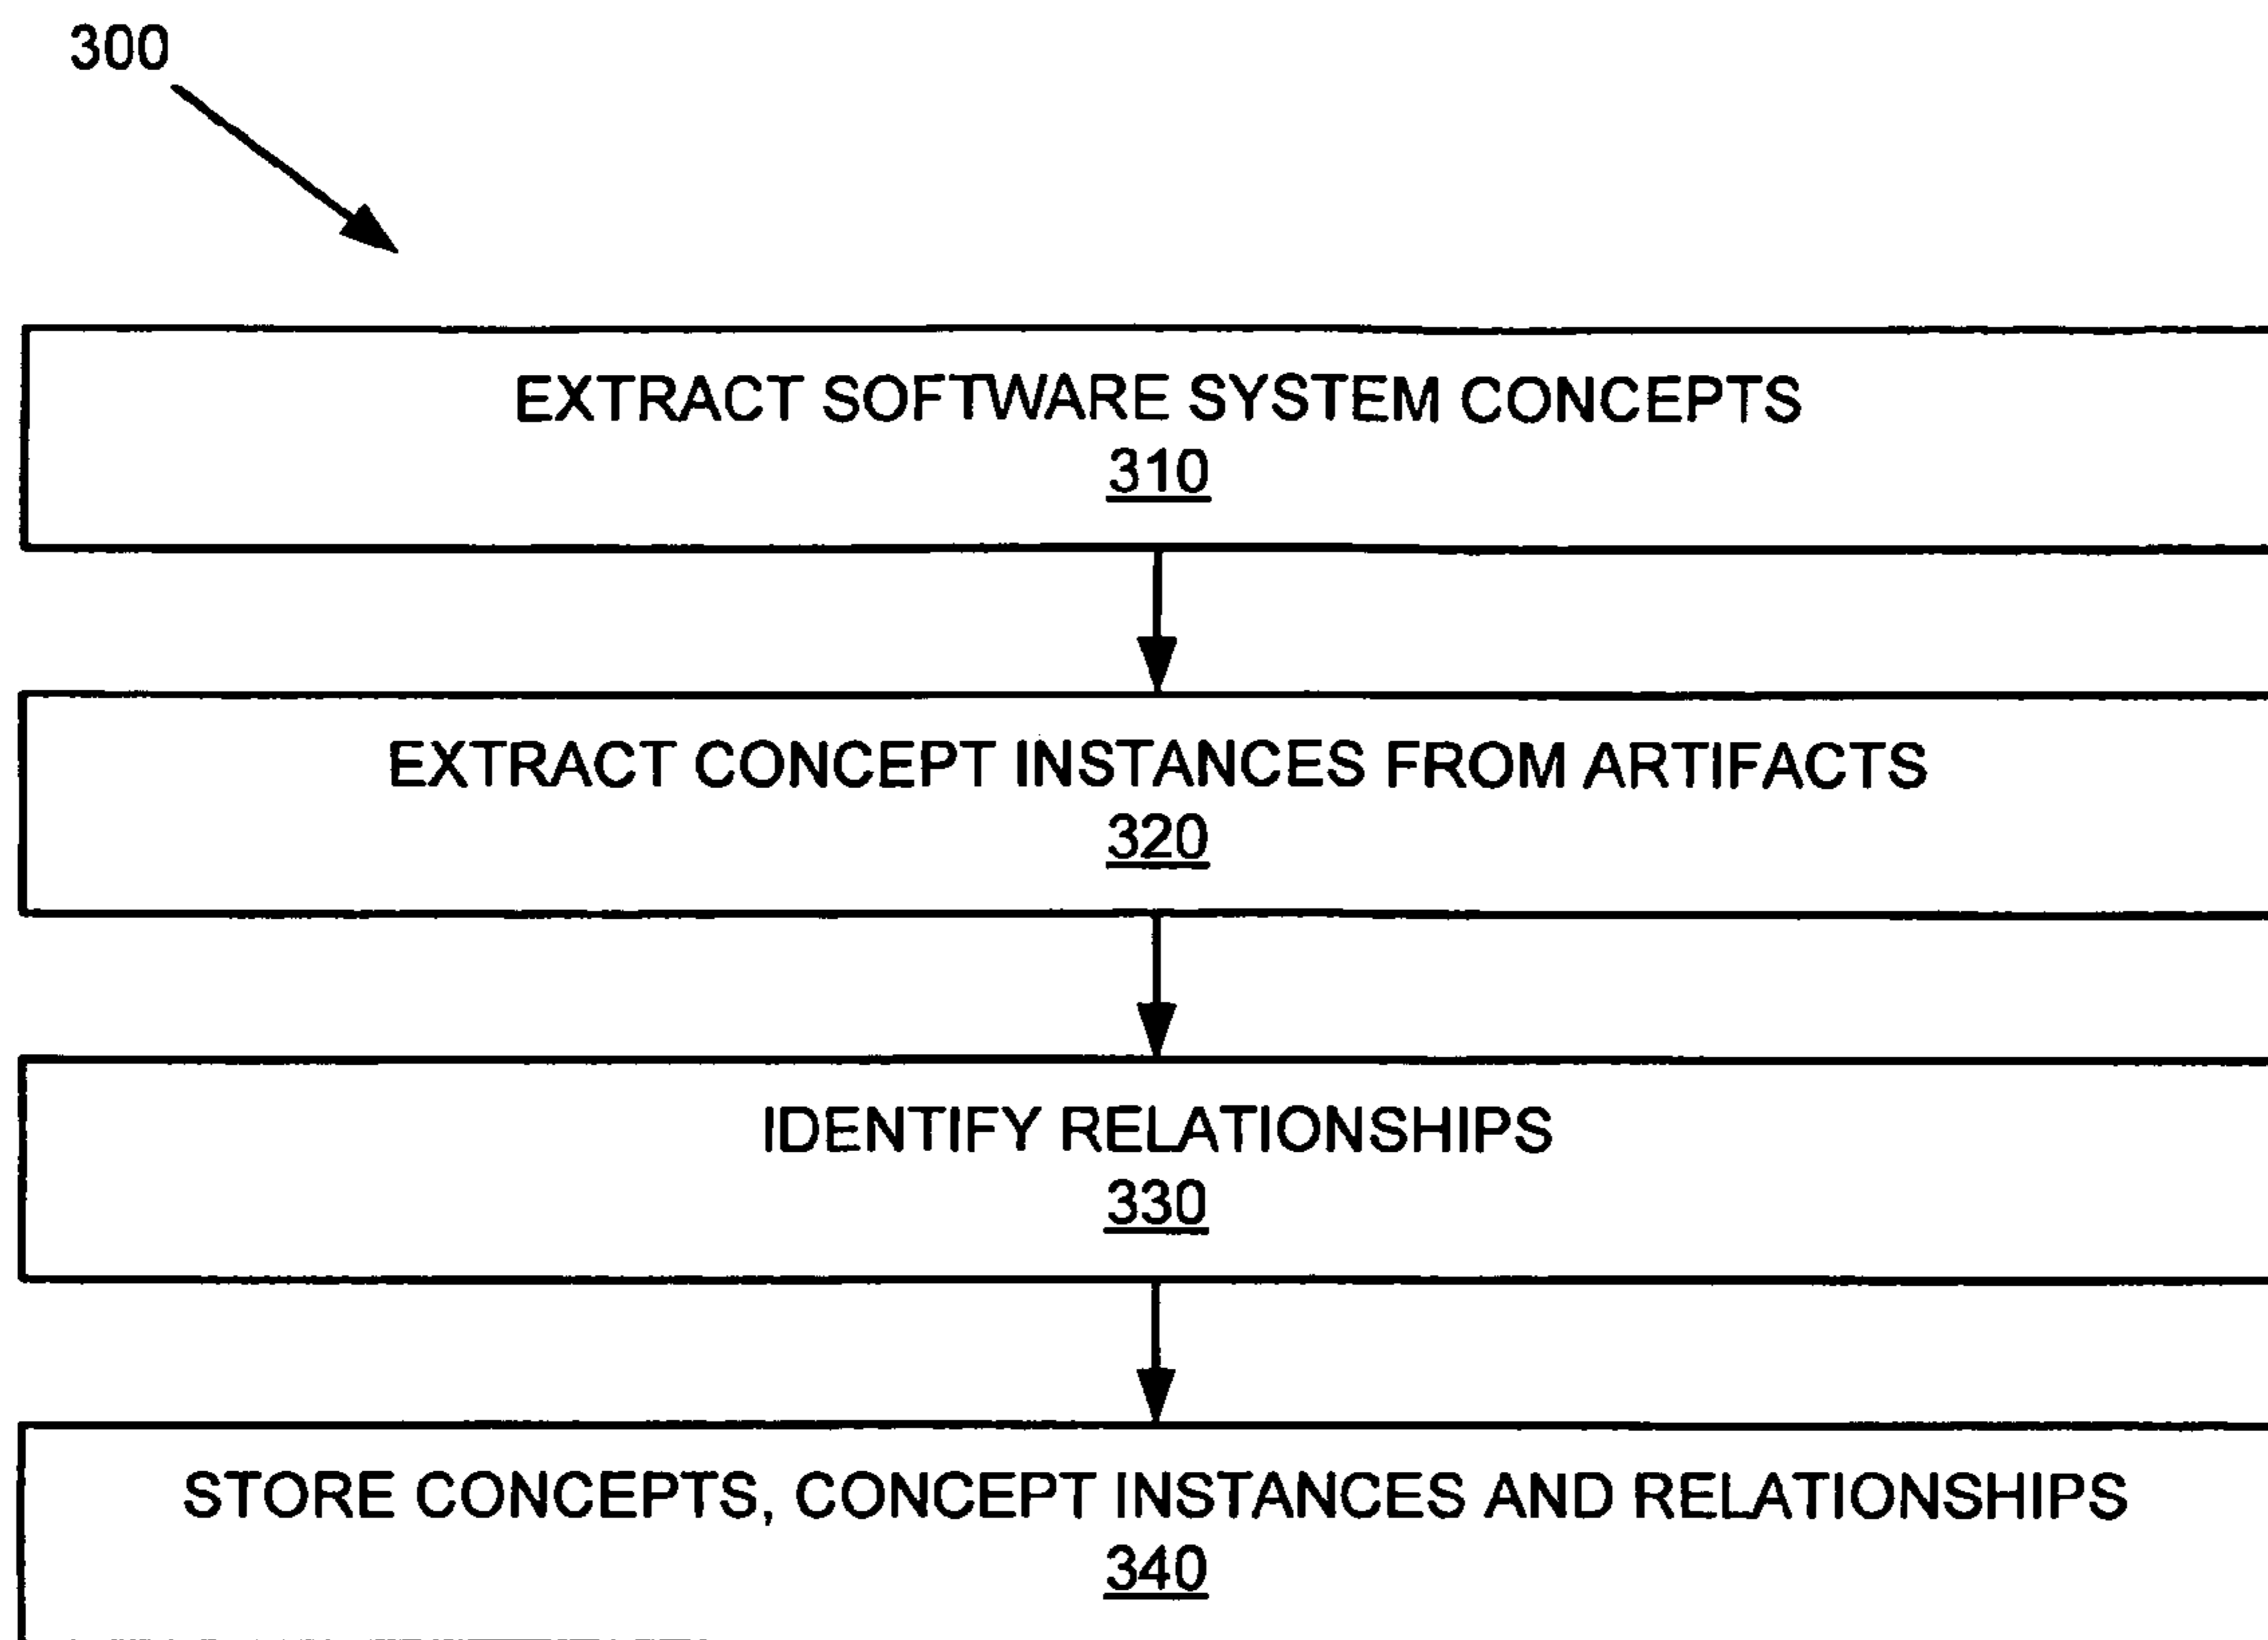 300
EXTRACT SOFTWARE SYSTEM CONCEPTS
310
EXTRACT CONCEPT INSTANCES FROM ARTIFACTS
320
IDENTIFY RELATIONSHIPS
330
STORE CONCEPTS, CONCEPT INSTANCES AND RELATIONSHIPS
340